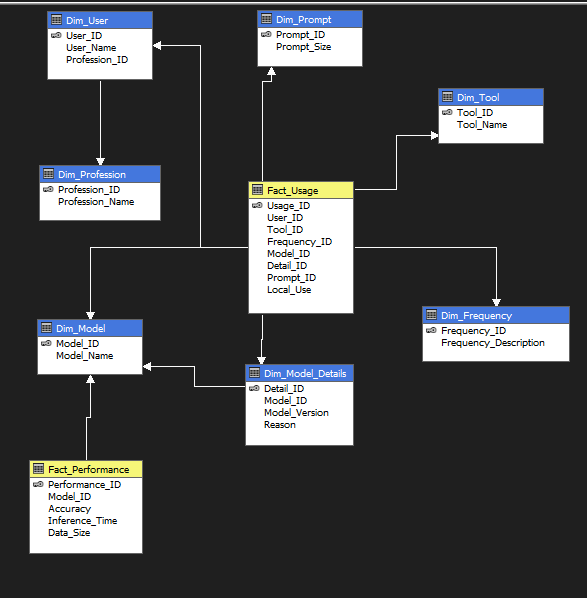 Dim_User
User_ID
User_Name
Profession_ID
Dim_Prompt
Prompt_ID
Prompt_Size
Dim_Tool
Tool_ID
Tool_Name
Dim_Profession
Profession_ID
Profession_Name
Fact_Usage
Usage_ID
User_ID
Tool_ID
Frequency_ID
Model_ID
Detail_ID
Prompt_ID
Local_Use
Dim_Model
Model_ID
Model_Name
Dim_Frequency
Frequency_ID
Frequency_Description
Dim_Model_Details
Detail_ID
Model_ID
Model_Version
Reason
Fact_Performance
Performance_ID
Model_ID
Accuracy
Inference_Time
Data_Size